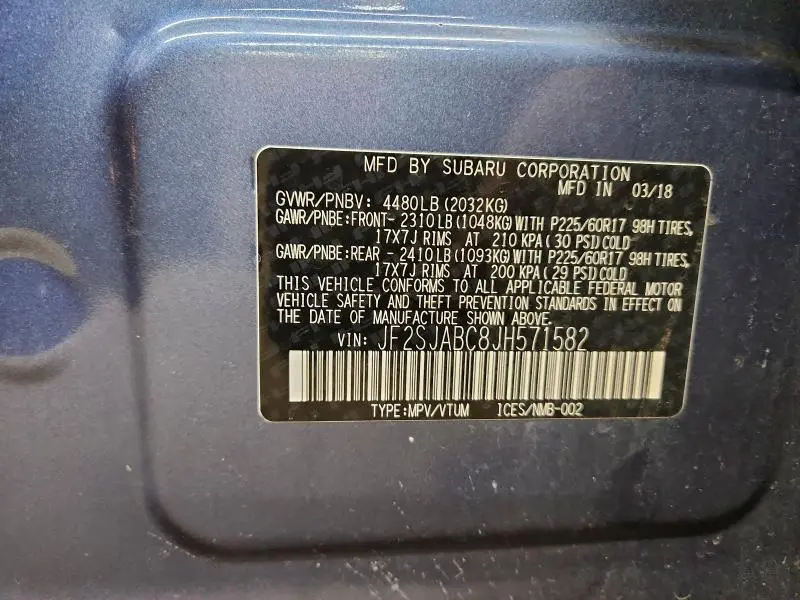 MFD BY SUBARU CORPORATION
MFD IN 03/18
GVWR/PNBV: 4480LB (2032KG)
GAWR/PNBE:FRONT-2310LB (1048KG) WITH P225/60R17 98H TIRES,
17X7J RIMS AT 210 KPA (30 PSI) COLD
GAWR/PNBE:REAR - 2410LB (1093KG) WITH P225/60R17 98H TIRES,
17X7J RIMS AT 200 KPA (29 PSI) COLD
THIS VEHICLE CONFORMS TO ALL APPLICABLE FEDERAL MOTOR
VEHICLE SAFETY AND THEFT PREVENTION STANDARDS IN EFFECT ON
THE DATE OF MANUFACTURE SHOWN ABOVE.
VIN: JF2SJABC8JH571582
TYPE:MPV/VTUM ICES/NMB-002